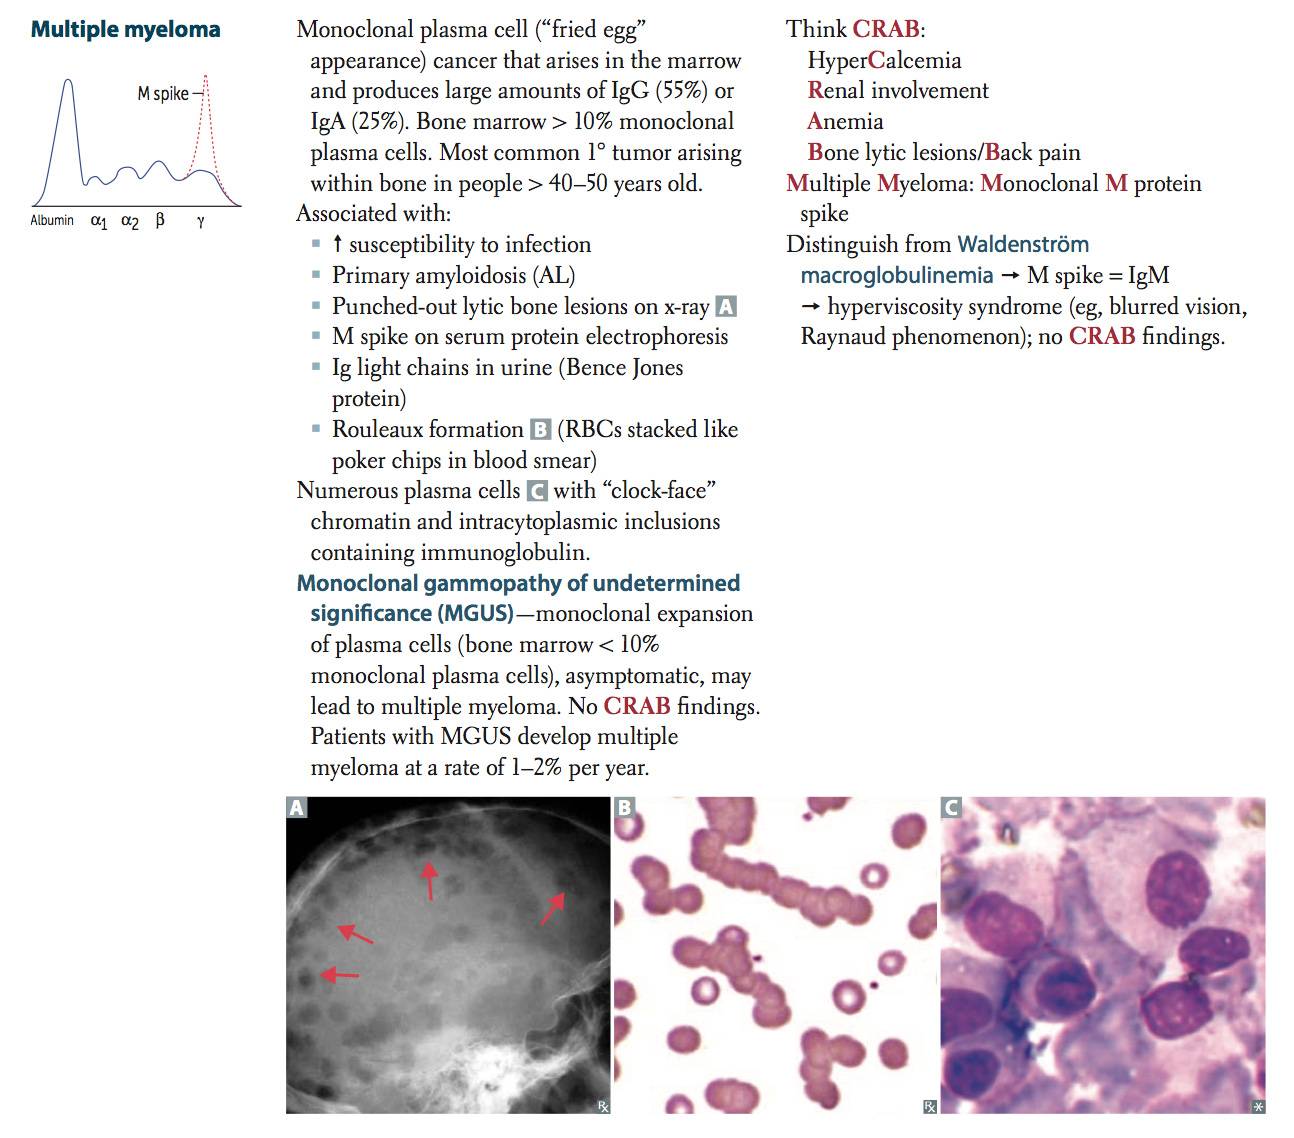 Multiple myeloma
M spike
Albumin α1 α2 β γ
Monoclonal plasma cell (“fried egg”
appearance) cancer that arises in the marrow
and produces large amounts of IgG (55%) or
IgA (25%). Bone marrow > 10% monoclonal
plasma cells. Most common 1° tumor arising
within bone in people > 40–50 years old.
Associated with:
▪ ↑ susceptibility to infection
▪ Primary amyloidosis (AL)
▪ Punched-out lytic bone lesions on x-ray A
▪ M spike on serum protein electrophoresis
▪ Ig light chains in urine (Bence Jones
protein)
▪ Rouleaux formation B (RBCs stacked like
poker chips in blood smear)
Numerous plasma cells C with “clock-face”
chromatin and intracytoplasmic inclusions
containing immunoglobulin.
Monoclonal gammopathy of undetermined
significance (MGUS)—monoclonal expansion
of plasma cells (bone marrow < 10%
monoclonal plasma cells), asymptomatic, may
lead to multiple myeloma. No CRAB findings.
Patients with MGUS develop multiple
myeloma at a rate of 1–2% per year.
Think CRAB:
HyperCalcemia
Renal involvement
Anemia
Bone lytic lesions/Back pain
Multiple Myeloma: Monoclonal M protein
spike
Distinguish from Waldenström
macroglobulinemia → M spike = IgM
→ hyperviscosity syndrome (eg, blurred vision,
Raynaud phenomenon); no CRAB findings.
A
℞
B
℞
C
*